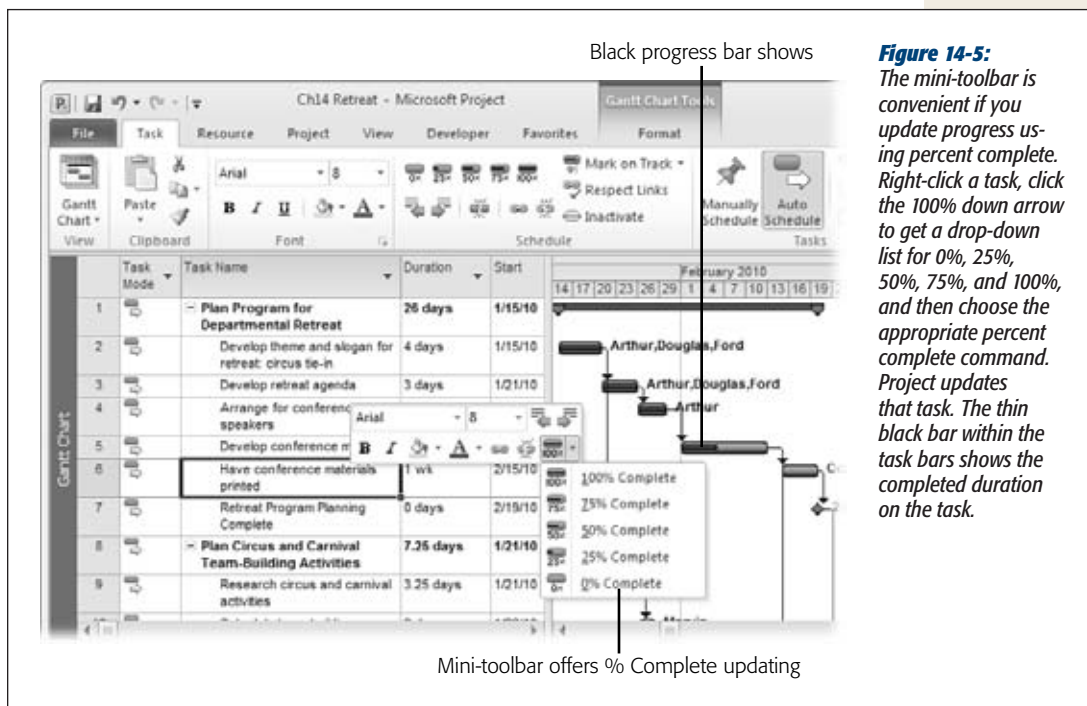 Black progress bar shows
Ch14 Retreat - Microsoft Project
Gantt Chart Tools
File Task Resource Project View Developer Favorites Format
Gantt Chart
Paste
Arial 8
B I U A
0% 25% 50% 75% 100%
Mark on Track
Respect Links
Inactivate
Manually Schedule
Auto Schedule
View Clipboard Font Schedule Tasks
Task Mode Task Name Duration Start
February 2010
14 17 20 23 26 29 1 4 7 10 13 16 19
1 Plan Program for Departmental Retreat 26 days 1/15/10
2 Develop theme and slogan for retreat: circus tie-in 4 days 1/15/10 Arthur,Douglas,Ford
3 Develop retreat agenda 3 days 1/21/10 Arthur,Douglas,Ford
4 Arrange for conferenc speakers Arthur
5 Develop conference m
6 Have conference materials printed 1 wk 2/15/10
7 Retreat Program Planning Complete 0 days 2/19/10
8 Plan Circus and Carnival Team-Building Activities 7.25 days 1/21/10
9 Research circus and carnival activities 3.25 days 1/21/10
Gantt Chart
Arial 8
B I A 100%
100% 100% Complete
75% 75% Complete
50% 50% Complete
25% 25% Complete
0% 0% Complete
Mini-toolbar offers % Complete updating
Figure 14-5:
The mini-toolbar is
convenient if you
update progress us-
ing percent complete.
Right-click a task, click
the 100% down arrow
to get a drop-down
list for 0%, 25%,
50%, 75%, and 100%,
and then choose the
appropriate percent
complete command.
Project updates
that task. The thin
black bar within the
task bars shows the
completed duration
on the task.